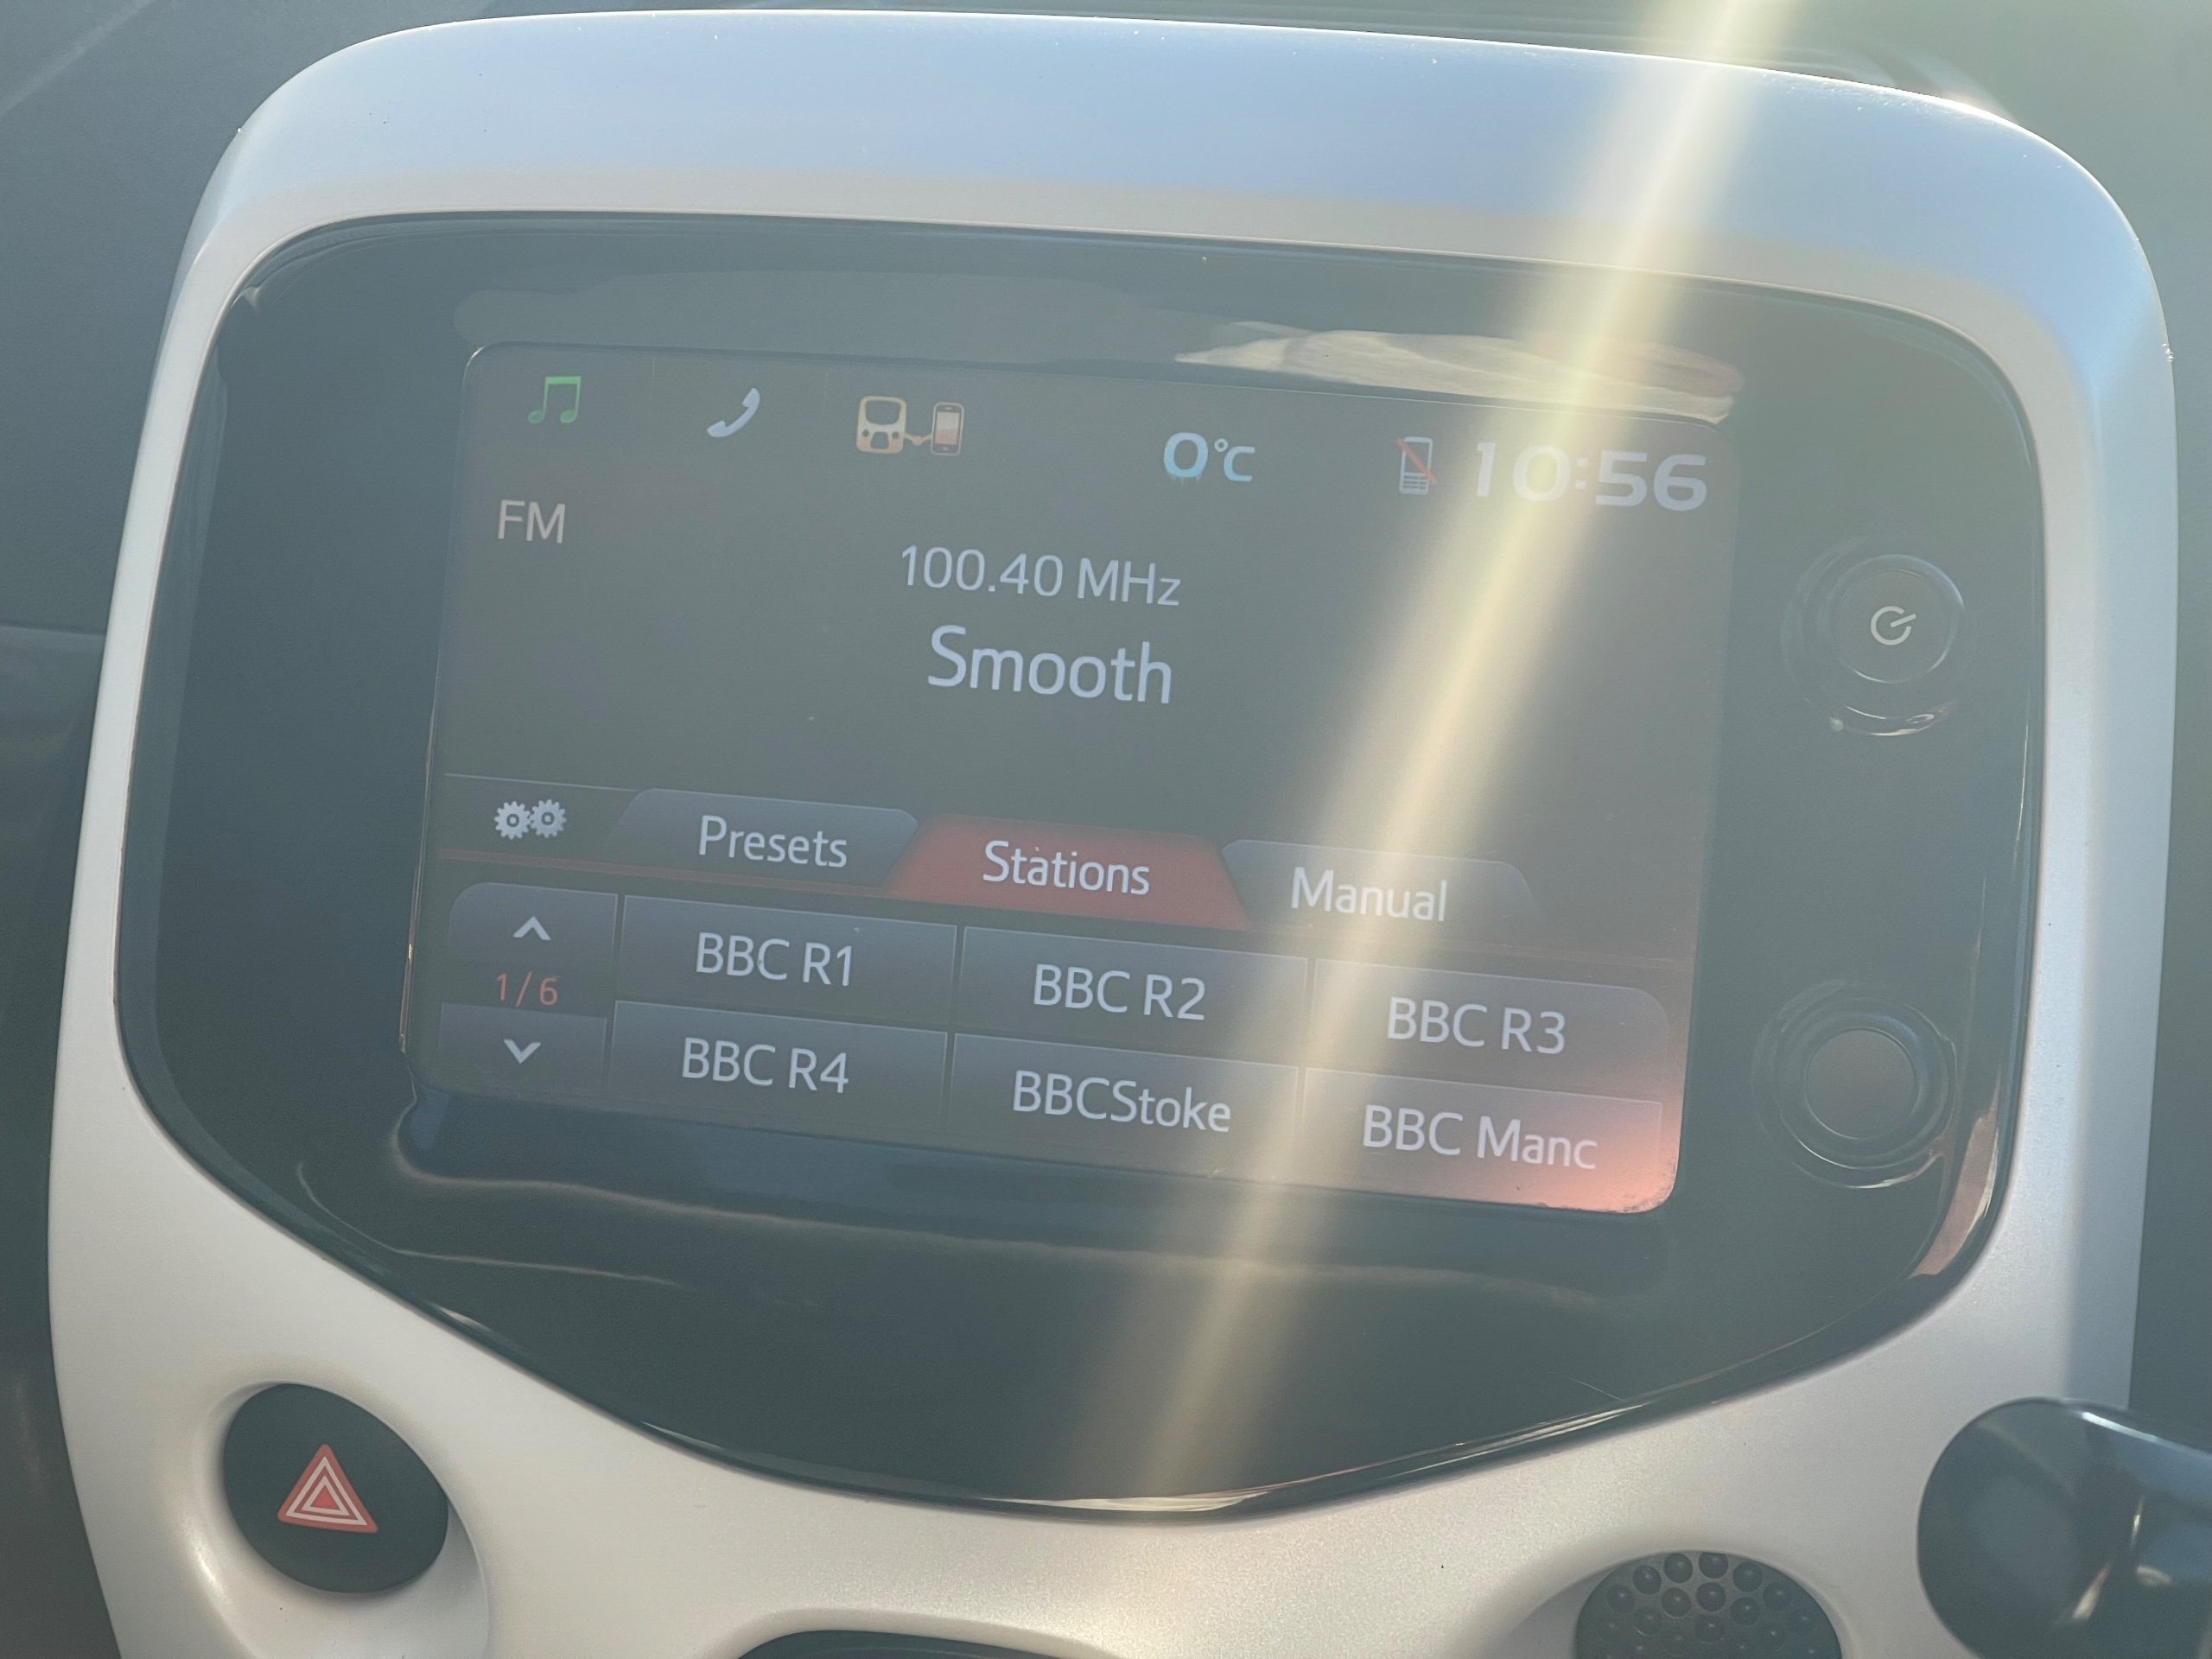 0°C 10:56
FM
100.40 MHz
Smooth
Presets Stations Manual
1/6
BBC R1 BBC R2 BBC R3
BBC R4 BBCStoke BBC Manc